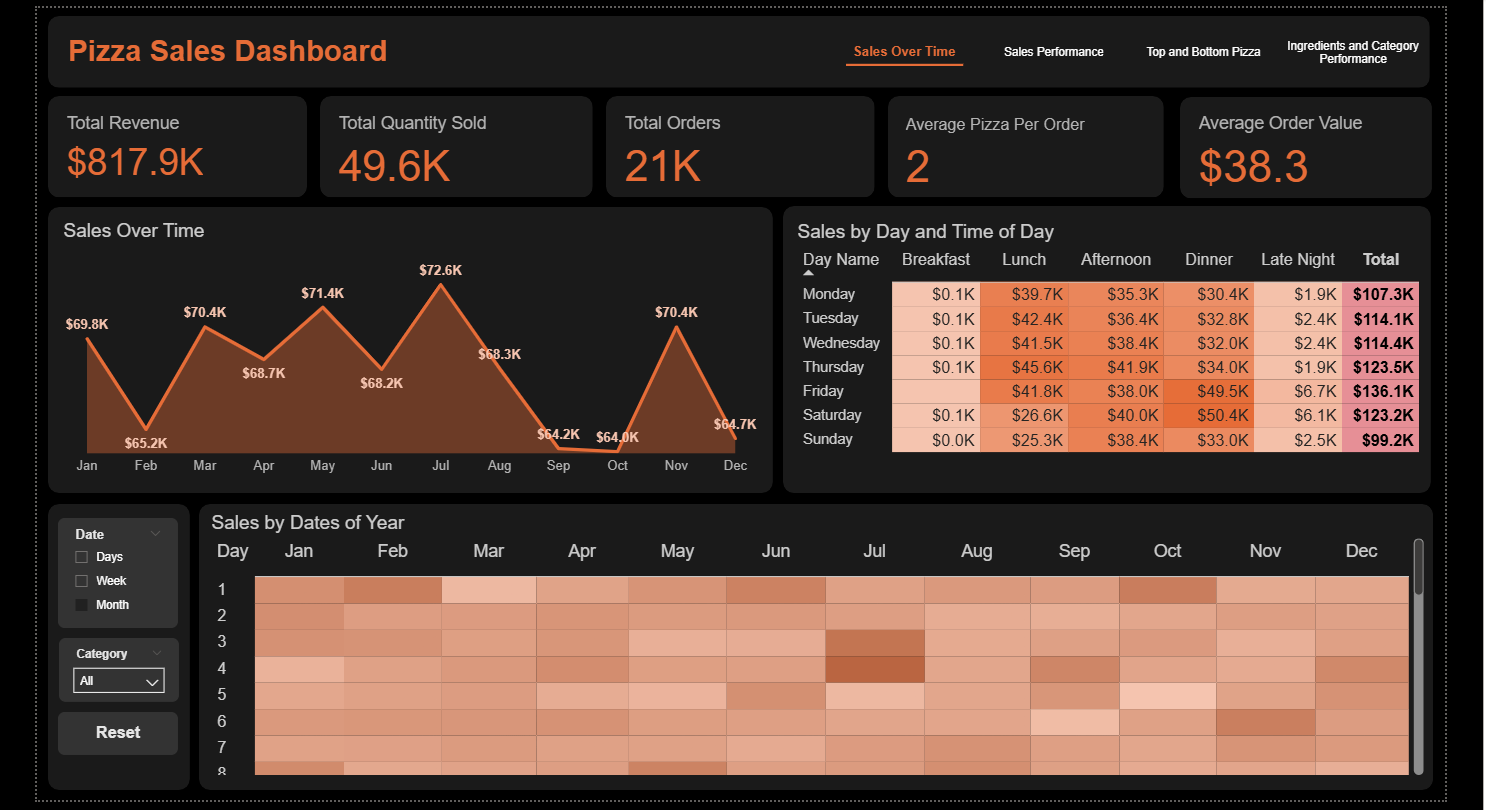 Pizza Sales Dashboard
Sales Over Time
Sales Performance
Top and Bottom Pizza
Ingredients and Category
Performance
Total Revenue
$817.9K
Total Quantity Sold
49.6K
Total Orders
21K
Average Pizza Per Order
2
Average Order Value
$38.3
Sales Over Time
$69.8K
$65.2K
$70.4K
$68.7K
$71.4K
$68.2K
$72.6K
$68.3K
$64.2K
$64.0K
$70.4K
$64.7K
Jan Feb Mar Apr May Jun Jul Aug Sep Oct Nov Dec
Sales by Day and Time of Day
Day Name Breakfast Lunch Afternoon Dinner Late Night Total
Monday $0.1K $39.7K $35.3K $30.4K $1.9K $107.3K
Tuesday $0.1K $42.4K $36.4K $32.8K $2.4K $114.1K
Wednesday $0.1K $41.5K $38.4K $32.0K $2.4K $114.4K
Thursday $0.1K $45.6K $41.9K $34.0K $1.9K $123.5K
Friday $41.8K $38.0K $49.5K $6.7K $136.1K
Saturday $0.1K $26.6K $40.0K $50.4K $6.1K $123.2K
Sunday $0.0K $25.3K $38.4K $33.0K $2.5K $99.2K
Date
Days
Week
Month
Category
All
Reset
Sales by Dates of Year
Day Jan Feb Mar Apr May Jun Jul Aug Sep Oct Nov Dec
1
2
3
4
5
6
7
8